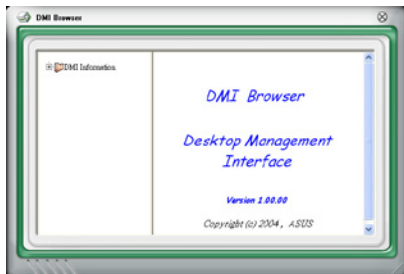 DMI Browser
DMI Information
DMI Browser
Desktop Management
Interface
Version 1.00.00
Copyright (c) 2004, ASUS